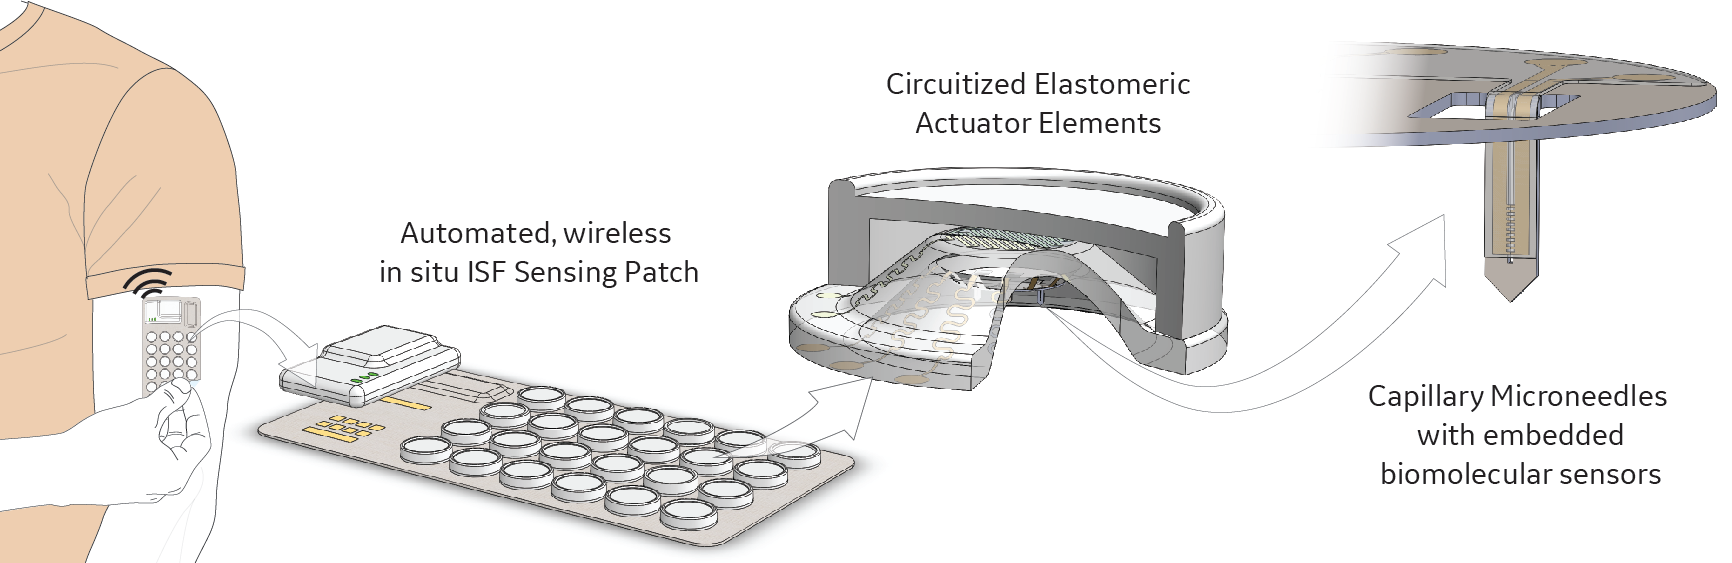 Automated, wireless
in situ ISF Sensing Patch
Circuitized Elastomeric
Actuator Elements
Capillary Microneedles
with embedded
biomolecular sensors